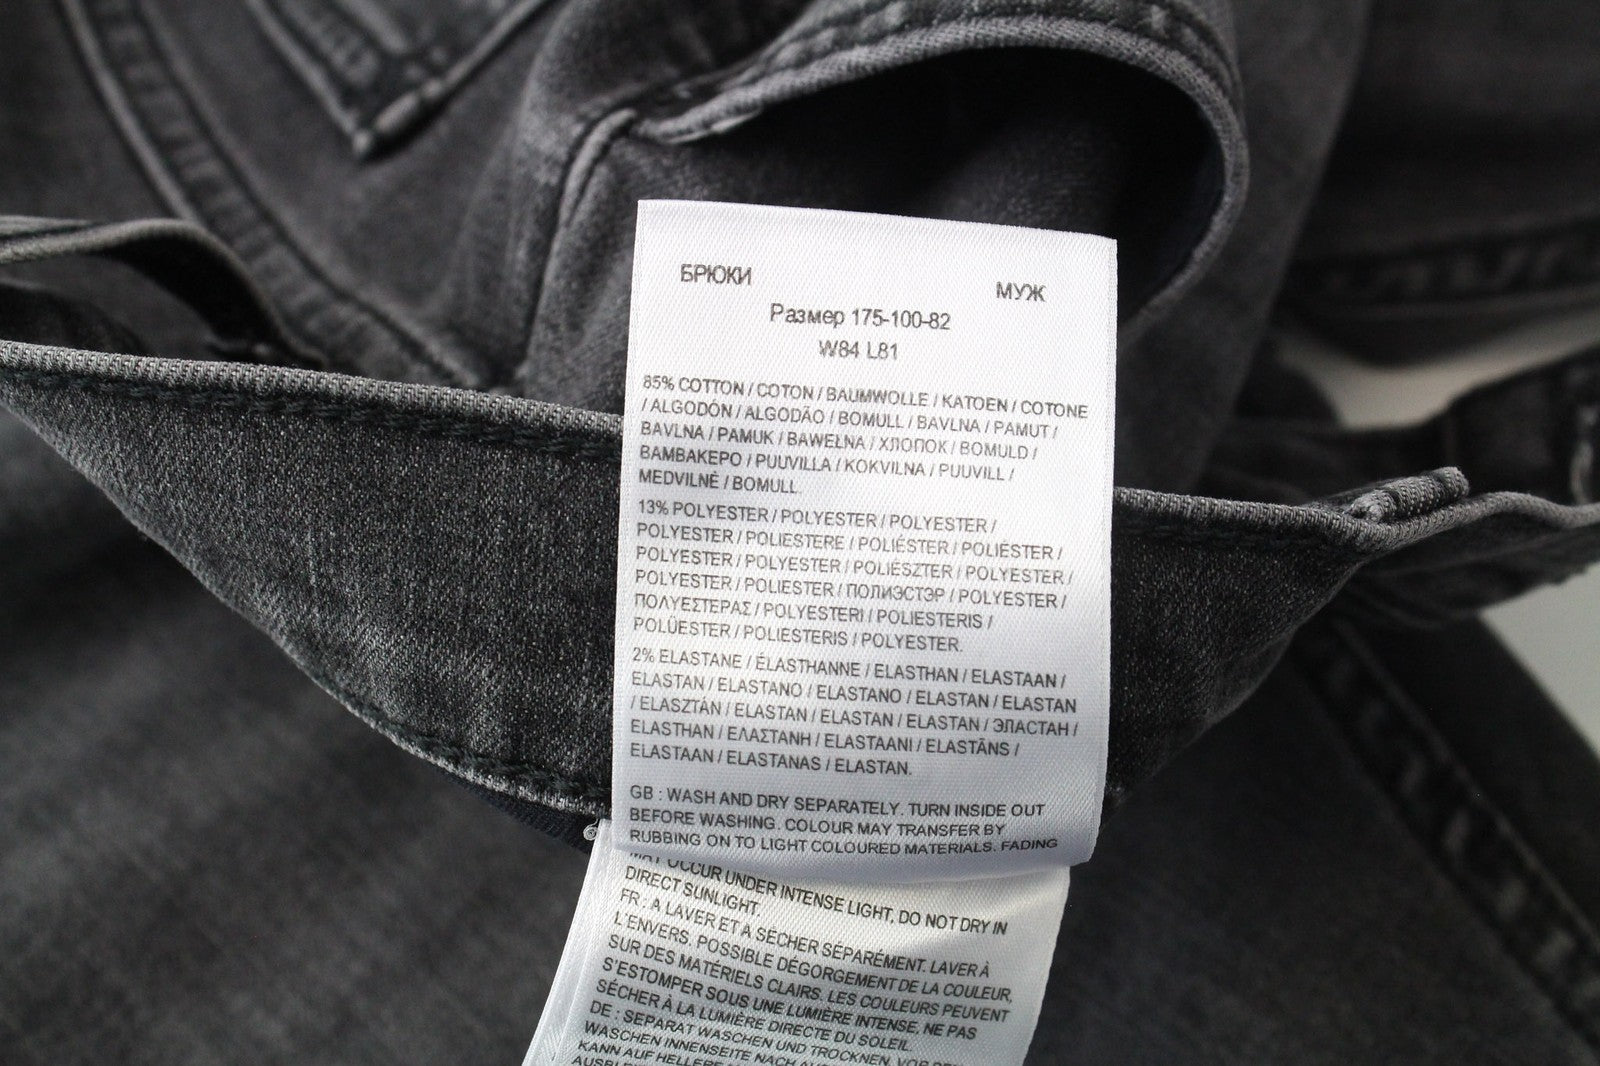 БРЮКИ МУЖ
Размер 175-100-82
W84 L81
85% COTTON / COTON / BAUMWOLLE / KATOEN / COTONE
/ ALGODÓN / ALGODÃO / BOMULL / BAVLNA / PAMUT /
BAVLNA / PAMUK / BAWEŁNA / ХЛОПОК / BOMULD /
ΒΑΜΒΑΚΕΡΟ / PUUVILLA / KOKVILNA / PUUVILL /
MEDVILNĖ / BOMULL.
13% POLYESTER / POLYESTER / POLYESTER /
POLYESTER / POLIESTERE / POLIÉSTER / POLIÉSTER /
POLYESTER / POLYESTER / POLIÉSZTER / POLYESTER /
POLYESTER / POLIESTER / ПОЛИЭСТЭР / POLYESTER /
ΠΟΛΥΕΣΤΕΡΑΣ / POLYESTERI / POLIESTERIS /
POLÜESTER / POLIESTERIS / POLYESTER.
2% ELASTANE / ÉLASTHANNE / ELASTHAN / ELASTAAN /
ELASTAN / ELASTANO / ELASTANO / ELASTAN / ELASTAN
/ ELASZTÁN / ELASTAN / ELASTAN / ELASTAN / ЭЛАСТАН /
ELASTHAN / ΕΛΑΣΤΑΝΗ / ELASTAANI / ELASTĀNS /
ELASTAAN / ELASTANAS / ELASTAN.
GB : WASH AND DRY SEPARATELY. TURN INSIDE OUT
BEFORE WASHING. COLOUR MAY TRANSFER BY
RUBBING ON TO LIGHT COLOURED MATERIALS. FADING
OCCUR UNDER INTENSE LIGHT, DO NOT DRY IN
DIRECT SUNLIGHT.
FR : A LAVER ET A SÉCHER SÉPARÉMENT. LAVER À
L'ENVERS. POSSIBLE DÉGORGEMENT DE LA COULEUR,
SUR DES MATÉRIELS CLAIRS. LES COULEURS PEUVENT
S'ESTOMPER SOUS UNE LUMIÈRE INTENSE. NE PAS
SÉCHER À LA LUMIÈRE DIRECTE DU SOLEIL.
DE : SEPARAT WASCHEN UND TROCKNEN. VOR DEM
WASCHEN INNENSEITE NACH
KANN AUF HELLERE